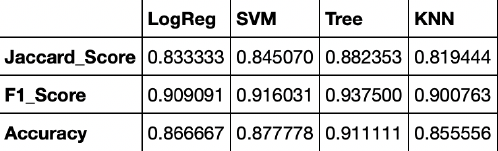 LogReg SVM Tree KNN
Jaccard_Score 0.833333 0.845070 0.882353 0.819444
F1_Score 0.909091 0.916031 0.937500 0.900763
Accuracy 0.866667 0.877778 0.911111 0.855556